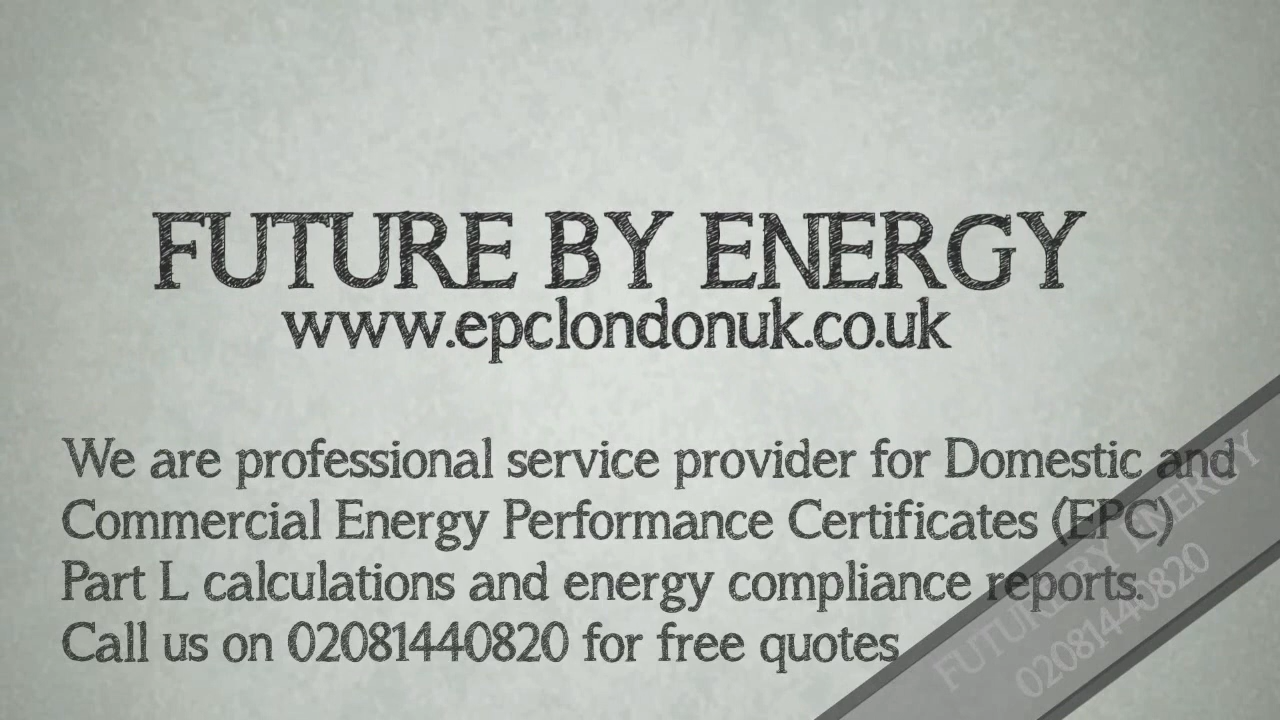 FUTURE BY ENERGY
www.epclondonuk.co.uk
We are professional service provider for Domestic and
Commercial Energy Performance Certificates (EPC)
Part L calculations and energy compliance reports.
Call us on 02081440820 for free quotes
FUTURE BY ENERGY
02081440820